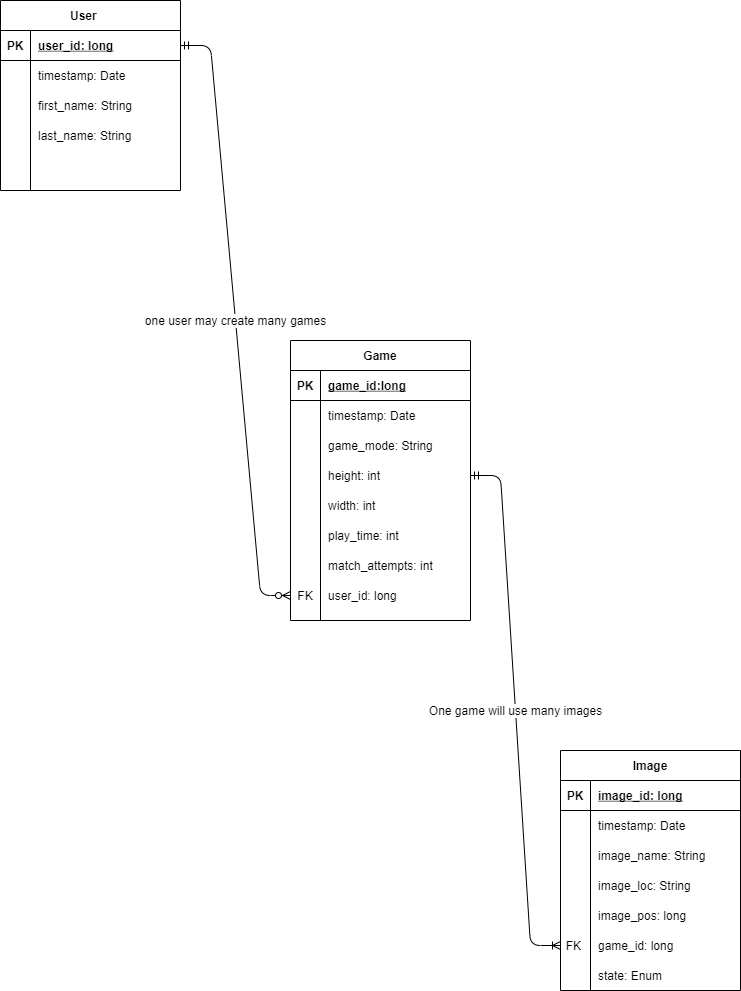 User
PK user_id: long
timestamp: Date
first_name: String
last_name: String
one user may create many games
Game
PK game_id:long
timestamp: Date
game_mode: String
height: int
width: int
play_time: int
match_attempts: int
FK user_id: long
One game will use many images
Image
PK image_id: long
timestamp: Date
image_name: String
image_loc: String
image_pos: long
FK game_id: long
state: Enum